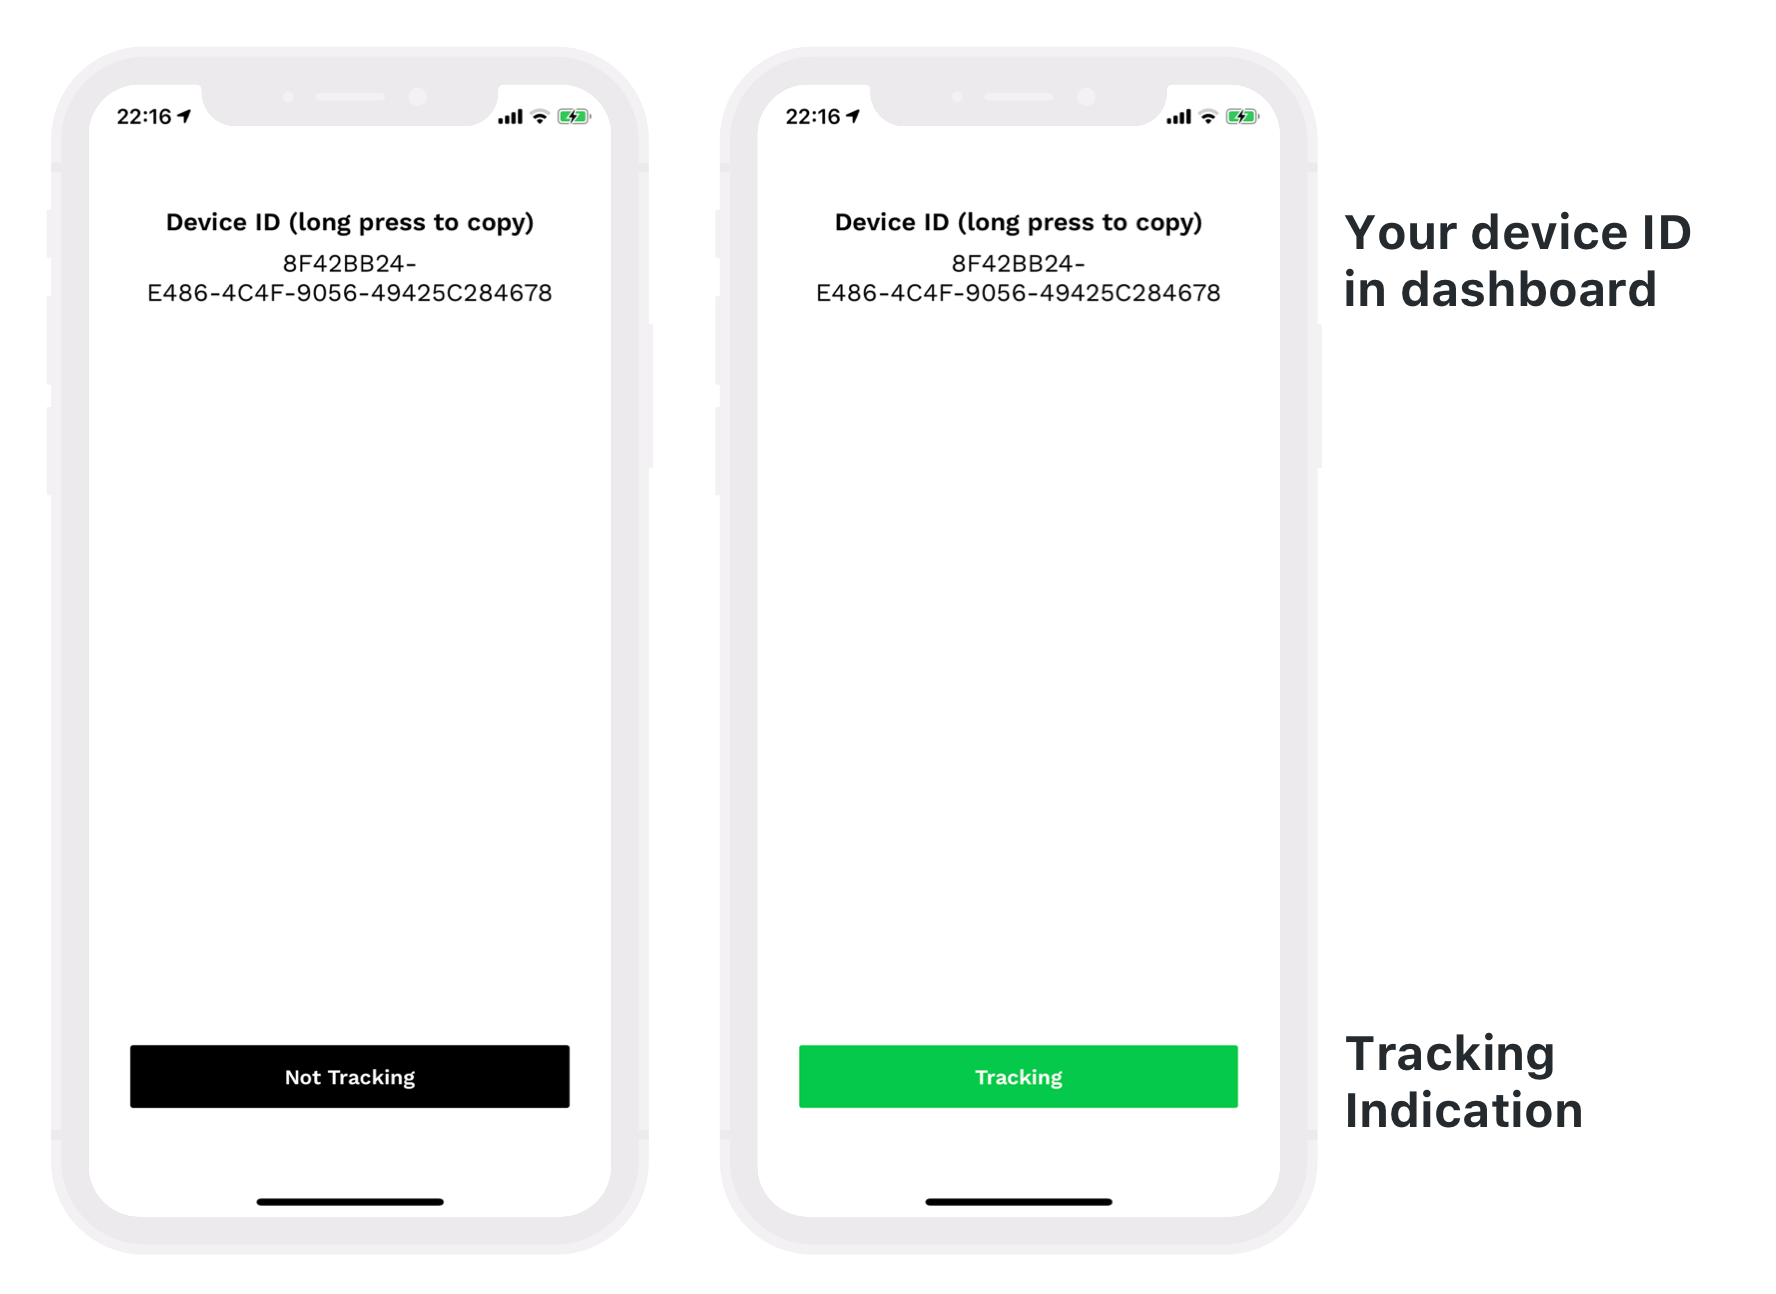 22:16
Device ID (long press to copy)
8F42BB24-
E486-4C4F-9056-49425C284678
Not Tracking
22:16
Device ID (long press to copy)
8F42BB24-
E486-4C4F-9056-49425C284678
Tracking
Your device ID
in dashboard
Tracking
Indication